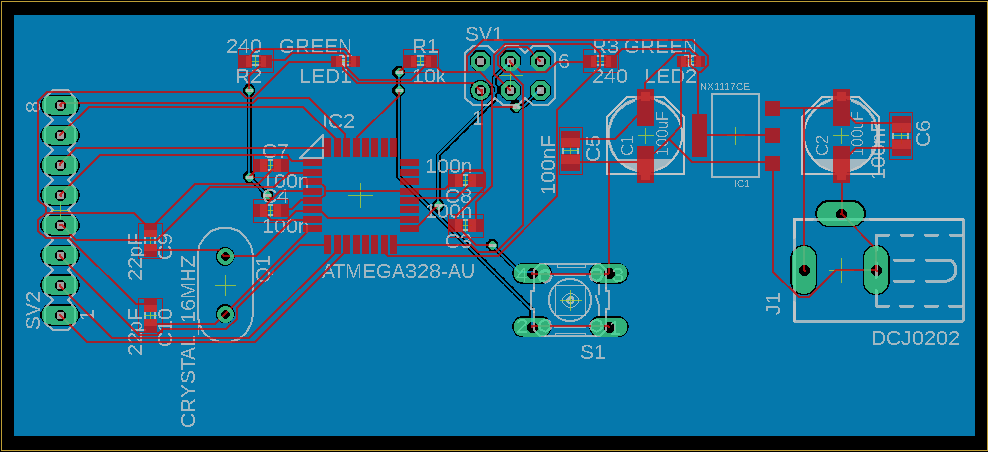 SV1
240 GREEN
R1
R3 GREEN
R2
LED1
10k
6
240
LED2
NX1117CE
8
1
IC2
C7
100n
C4
100n
100n
C8
100n
100nF
C5
C1
100uF
IC1
C2
100uF
100nF
C6
22pF
C9
Q1
ATMEGA328-AU
CRYSTAL 16MHZ
SV2
1
22pF
C10
S1
J1
DCJ0202